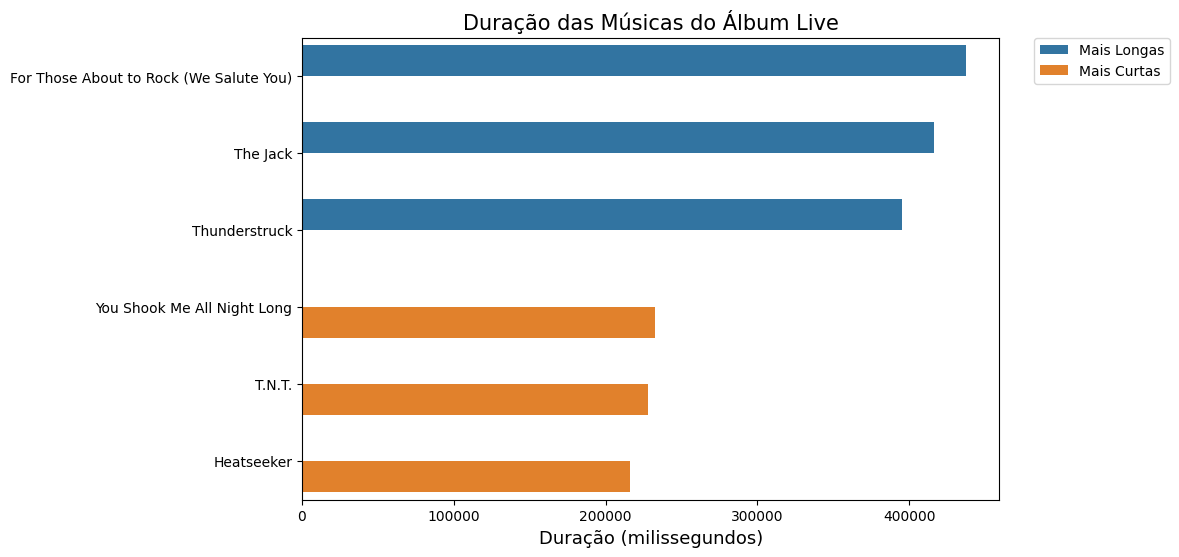 Duração das Músicas do Álbum Live
For Those About to Rock (We Salute You)
The Jack
Thunderstruck
You Shook Me All Night Long
T.N.T.
Heatseeker
0 100000 200000 300000 400000
Duração (milissegundos)
Mais Longas
Mais Curtas